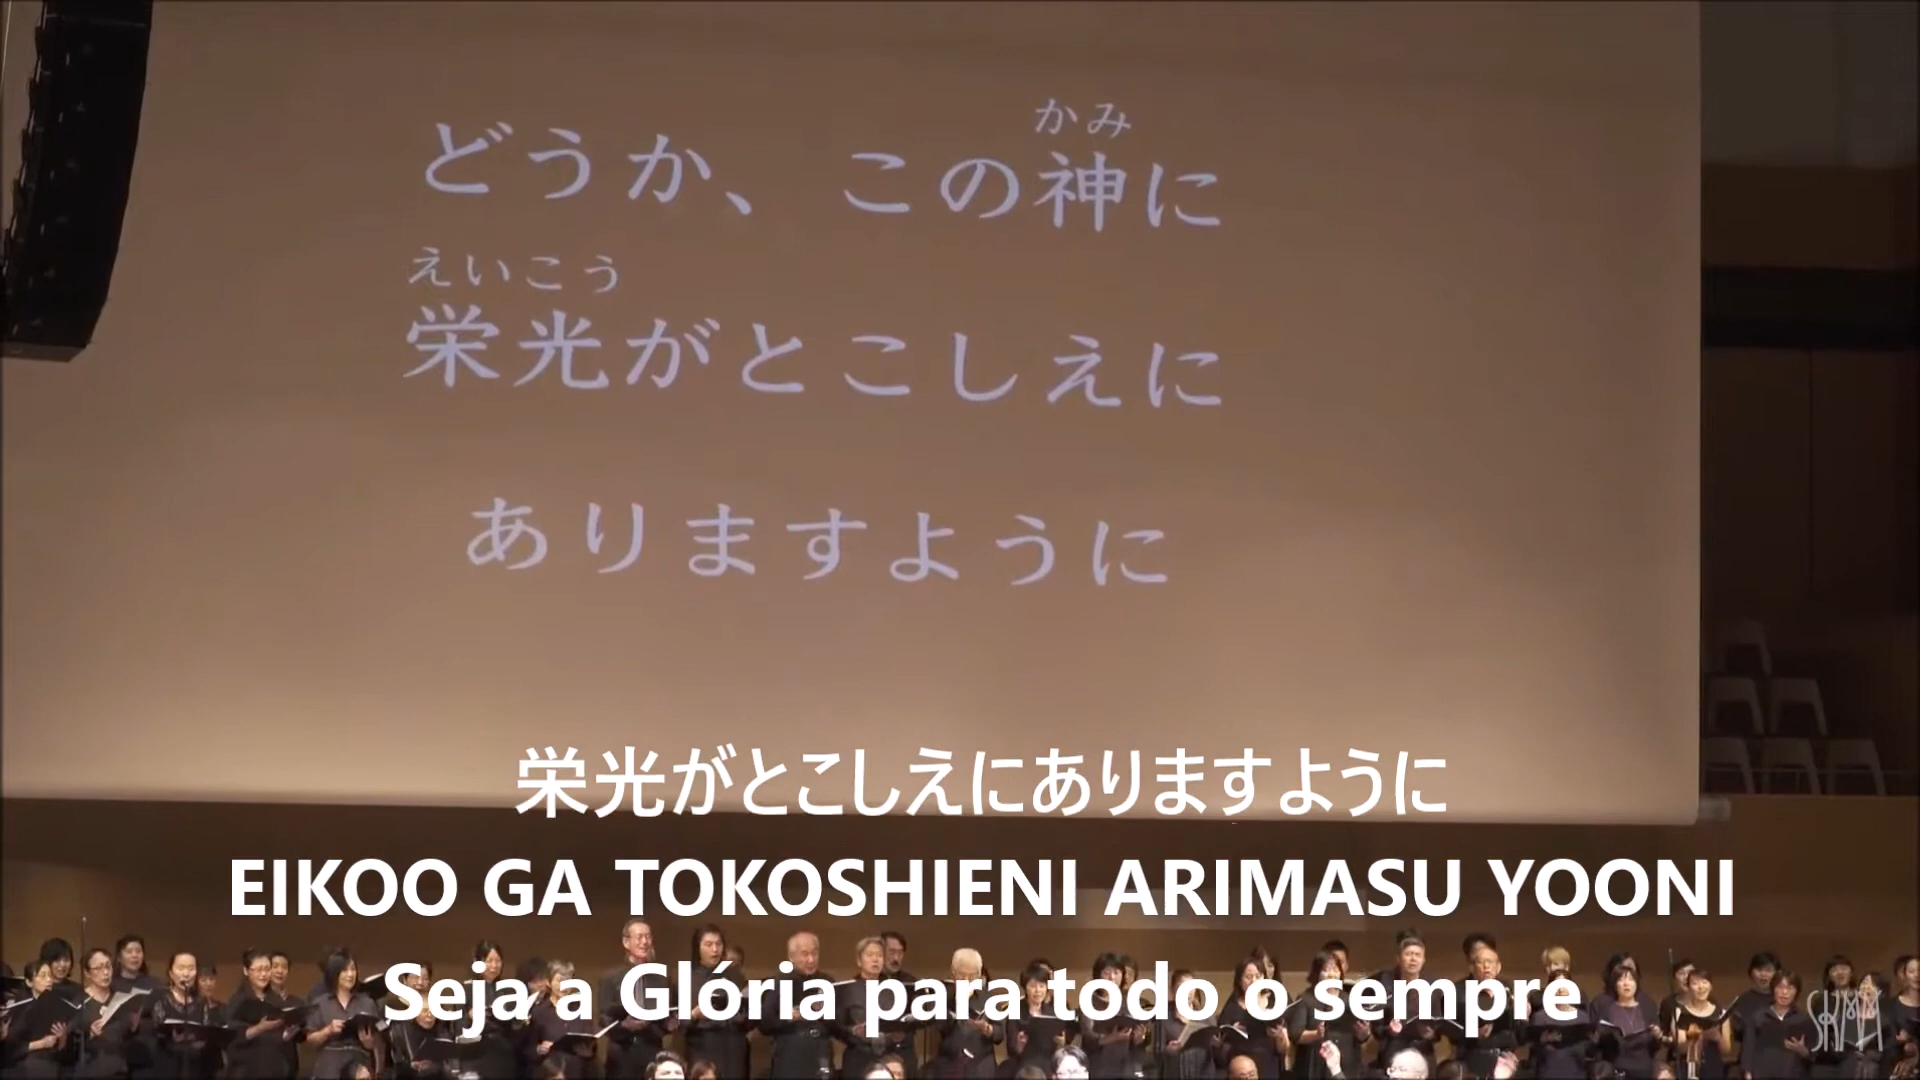 かみ
どうか、この神に
えいこう
栄光がとこしえに
ありますように
栄光がとこしえにありますように
EIKOO GA TOKOSHIENI ARIMASU YOONI
Seja a Glória para todo o sempre